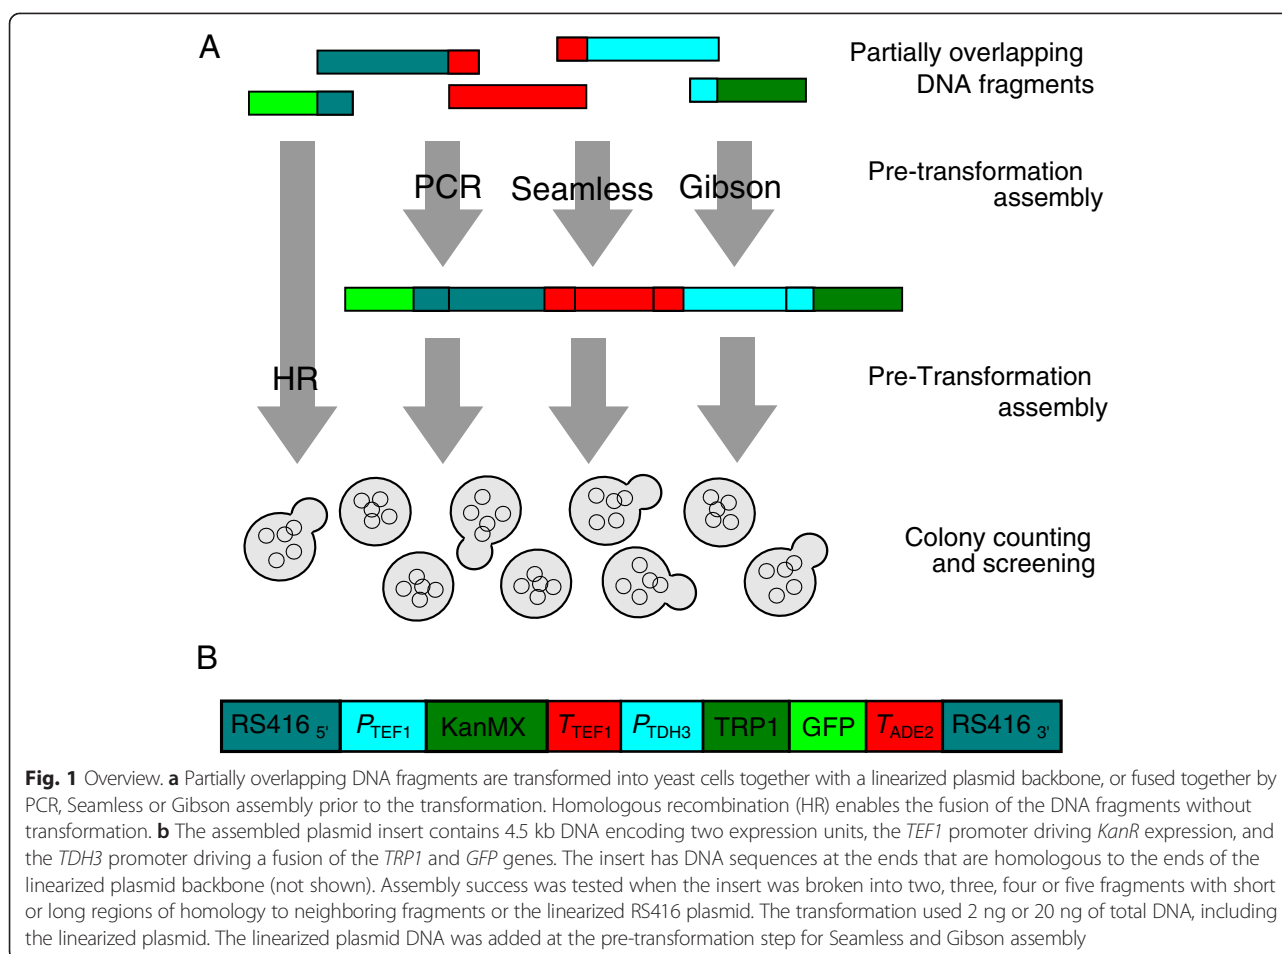 A
Partially overlapping
DNA fragments
PCR
Seamless
Gibson
Pre-transformation
assembly
HR
Pre-Transformation
assembly
Colony counting
and screening
B
RS416 5' PTEF1 KanMX TTEF1 PTDH3 TRP1 GFP TADE2 RS416 3'
Fig. 1 Overview. a Partially overlapping DNA fragments are transformed into yeast cells together with a linearized plasmid backbone, or fused together by
PCR, Seamless or Gibson assembly prior to the transformation. Homologous recombination (HR) enables the fusion of the DNA fragments without
transformation. b The assembled plasmid insert contains 4.5 kb DNA encoding two expression units, the TEF1 promoter driving KanR expression, and
the TDH3 promoter driving a fusion of the TRP1 and GFP genes. The insert has DNA sequences at the ends that are homologous to the ends of the
linearized plasmid backbone (not shown). Assembly success was tested when the insert was broken into two, three, four or five fragments with short
or long regions of homology to neighboring fragments or the linearized RS416 plasmid. The transformation used 2 ng or 20 ng of total DNA, including
the linearized plasmid. The linearized plasmid DNA was added at the pre-transformation step for Seamless and Gibson assembly